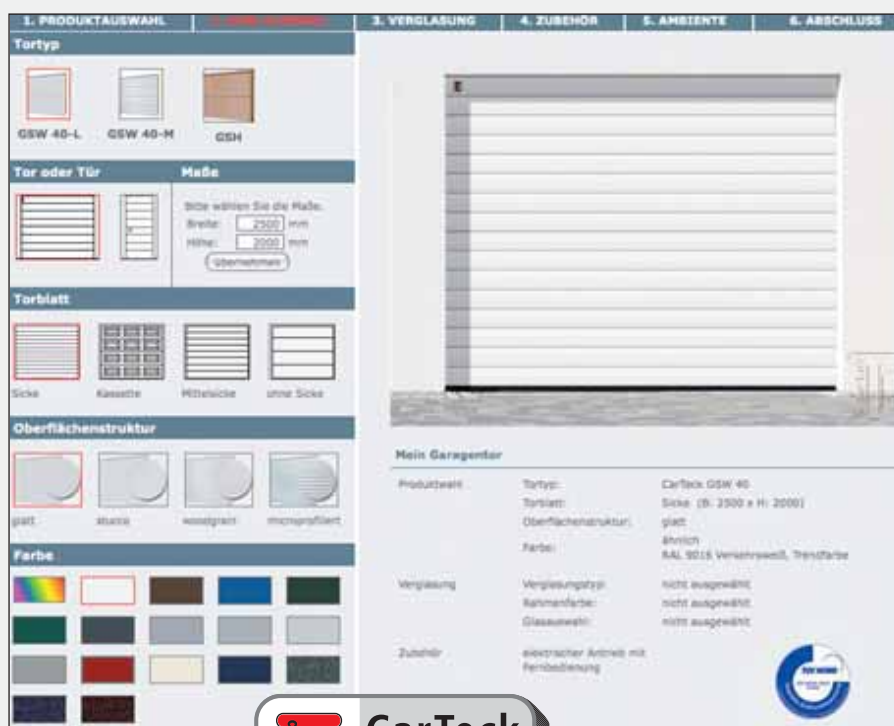 1. PRODUKTAUSWAHL
3. VERGLASUNG
4. ZUBEHÖR
5. AMBIENTE
6. ABSCHLUSS
Tortyp
GSW 40-L
GSW 40-M
GSH
Tor oder Tür
Maße
Bitte wählen Sie die Maße.
Breite: 2500 mm
Höhe: 2000 mm
übernehmen
Torblatt
Sicke
Kassette
Mittelsicke
ohne Sicke
Oberflächenstruktur
glatt
stucco
woodgrain
microprofiliert
Farbe
E
Mein Garagentor
Produktwahl
Tortyp: CarTeck GSW 40
Torblatt: Sicke (B: 2500 x H: 2000)
Oberflächenstruktur: glatt
Farbe: ähnlich
RAL 9016 Verkehrsweiß, Trendfarbe
Verglasung
Verglasungstyp: nicht ausgewählt
Rahmenfarbe: nicht ausgewählt
Glasauswahl: nicht ausgewählt
Zubehör
elektrischer Antrieb mit
Fernbedienung
TÜV NORD
CarTeck